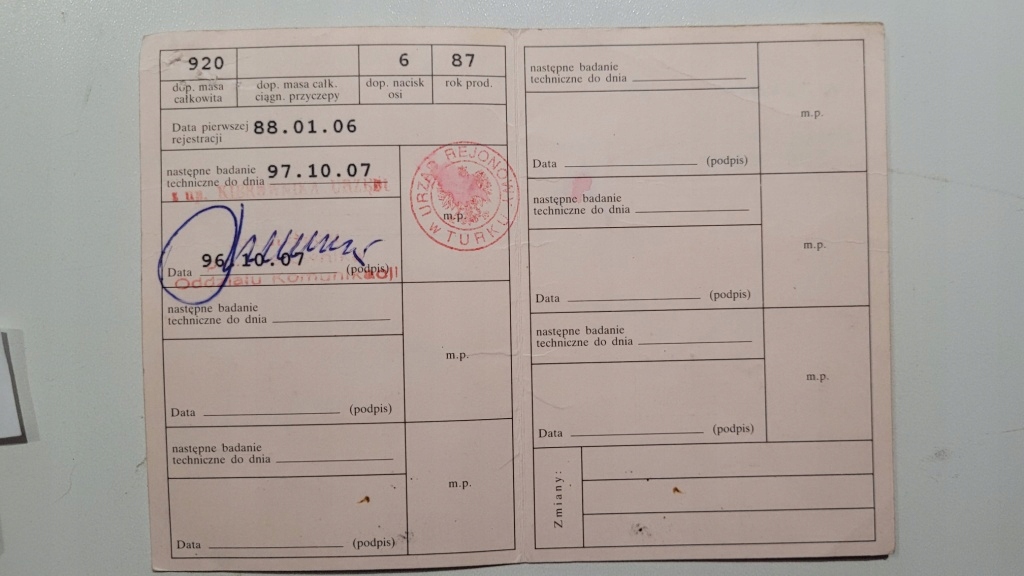 920 6 87
dop. masa całkowita
dop. masa całk. ciągn. przyczepy
dop. nacisk osi
rok prod.
Data pierwszej rejestracji 88.01.06
następne badanie
techniczne do dnia 97.10.07
URZĄD REJONOWY
w TURKU
m.p.
Data 96.10.07 (podpis)
Oddziału Komunikacji
następne badanie
techniczne do dnia
m.p.
Data (podpis)
następne badanie
techniczne do dnia
m.p.
Data (podpis)
następne badanie
techniczne do dnia
m.p.
Data (podpis)
następne badanie
techniczne do dnia
m.p.
Data (podpis)
następne badanie
techniczne do dnia
m.p.
Data (podpis)
Zmiany: